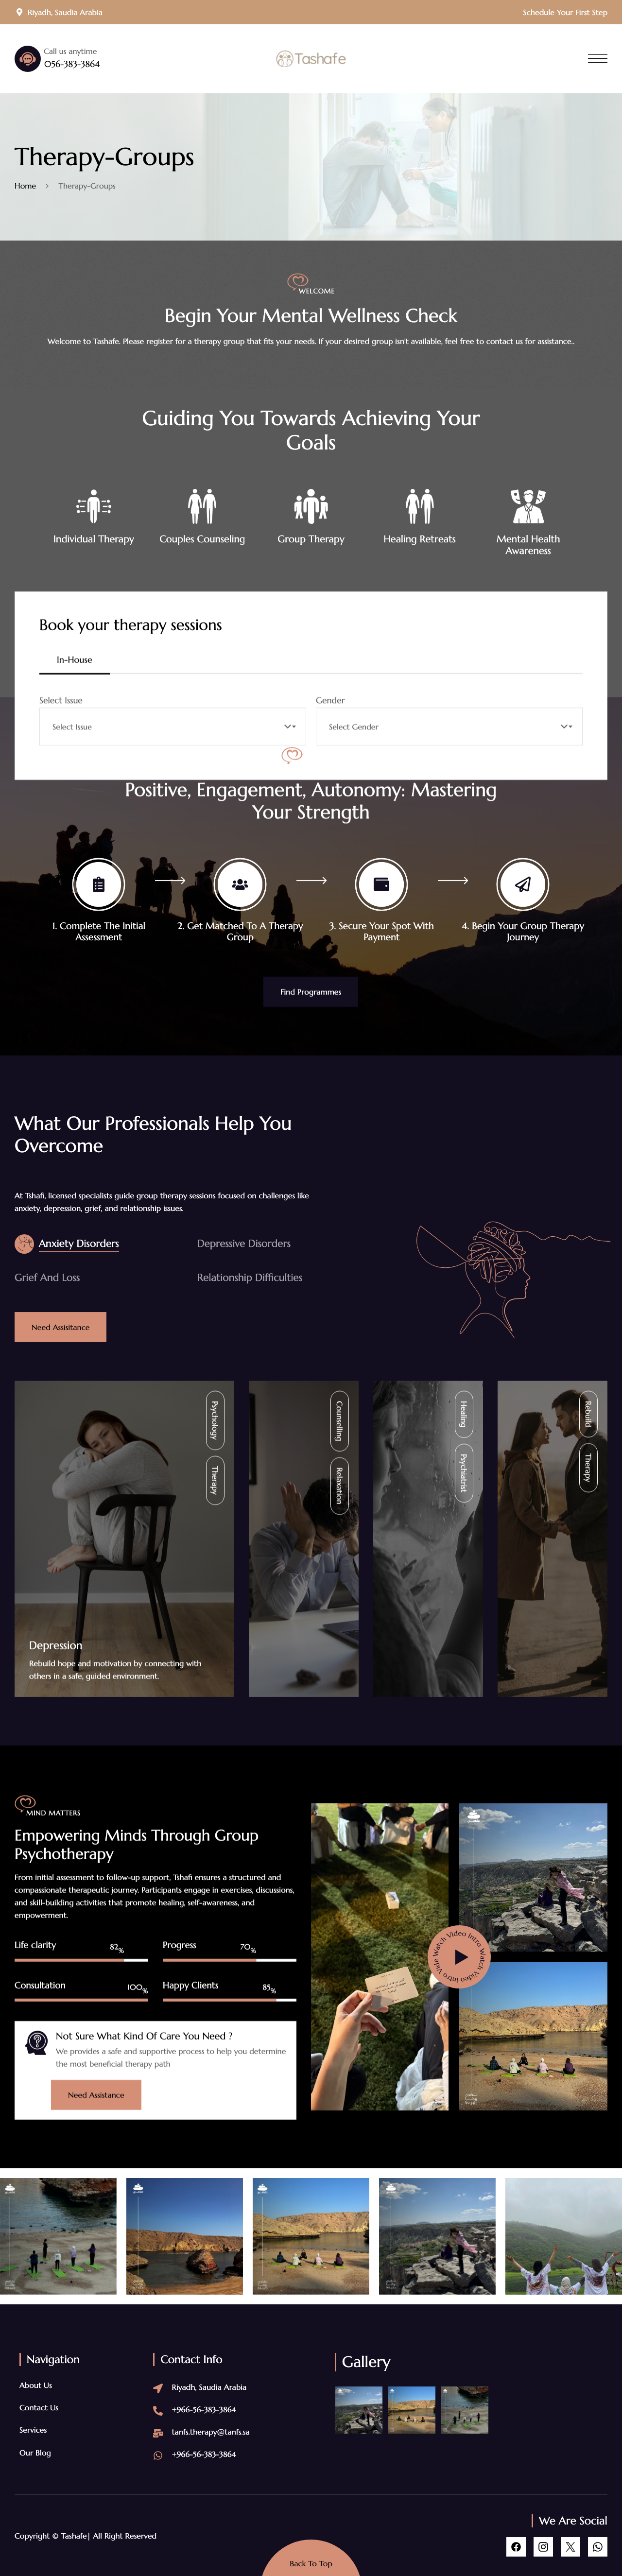 Riyadh, Saudia Arabia
Schedule Your First Step
Call us anytime
056-383-3864
Tashafe
Therapy-Groups
Home > Therapy-Groups
WELCOME
Begin Your Mental Wellness Check
Welcome to Tashafe. Please register for a therapy group that fits your needs. If your desired group isn't available, feel free to contact us for assistance..
Guiding You Towards Achieving Your
Goals
Individual Therapy
Couples Counseling
Group Therapy
Healing Retreats
Mental Health
Awareness
Book your therapy sessions
In-House
Select Issue
Gender
Select Issue
Select Gender
Positive, Engagement, Autonomy: Mastering
Your Strength
1. Complete The Initial
Assessment
2. Get Matched To A Therapy
Group
3. Secure Your Spot With
Payment
4. Begin Your Group Therapy
Journey
Find Programmes
What Our Professionals Help You
Overcome
At Tshafi, licensed specialists guide group therapy sessions focused on challenges like
anxiety, depression, grief, and relationship issues.
Anxiety Disorders
Depressive Disorders
Grief And Loss
Relationship Difficulties
Need Assisitance
Psychology
Therapy
Counselling
Relaxation
Healing
Psychiatrist
Rebuild
Therapy
Depression
Rebuild hope and motivation by connecting with
others in a safe, guided environment.
MIND MATTERS
Empowering Minds Through Group
Psychotherapy
From initial assessment to follow-up support, Tshafi ensures a structured and
compassionate therapeutic journey. Participants engage in exercises, discussions,
and skill-building activities that promote healing, self-awareness, and
empowerment.
Life clarity 82%
Progress 70%
Consultation 100%
Happy Clients 85%
Watch Video Intro Watch Video Intro
Not Sure What Kind Of Care You Need ?
We provides a safe and supportive process to help you determine
the most beneficial therapy path
Need Assistance
Navigation
About Us
Contact Us
Services
Our Blog
Contact Info
Riyadh, Saudia Arabia
+966-56-383-3864
tanfs.therapy@tanfs.sa
+966-56-383-3864
Gallery
We Are Social
Copyright © Tashafe| All Right Reserved
Back To Top